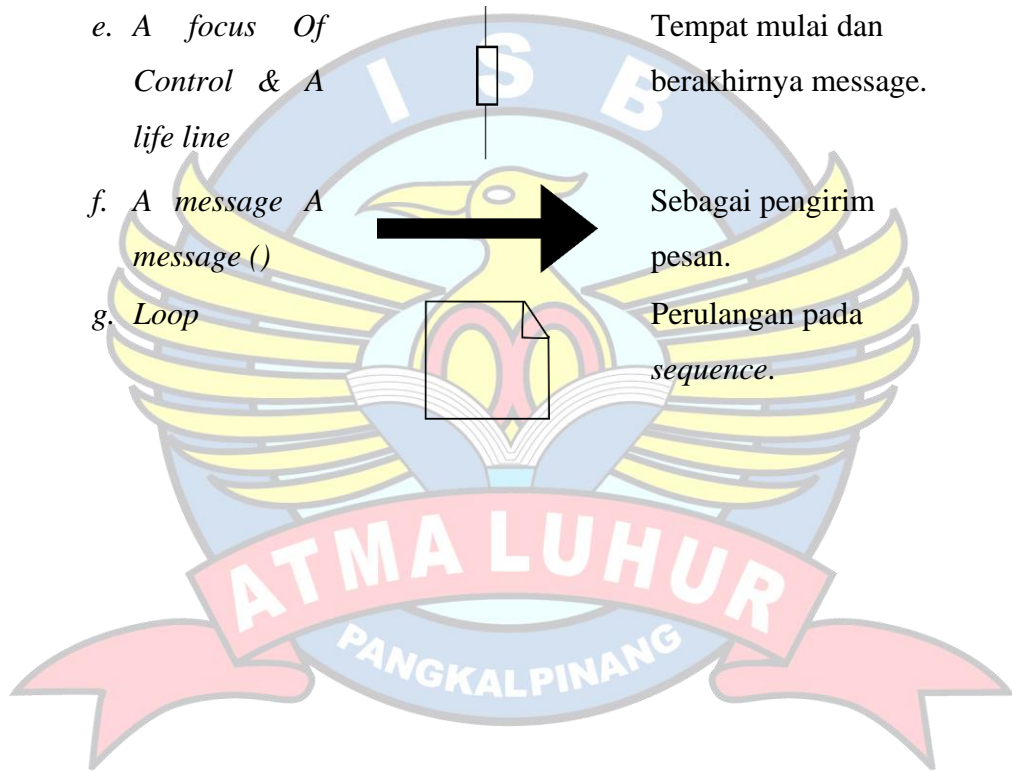 e. A focus Of Tempat mulai dan
Control & A berakhirnya message.
life line
f. A message A Sebagai pengirim
message () pesan.
g. Loop Perulangan pada
sequence.
I S B
ATMA LUHUR
PANGKALPINANG